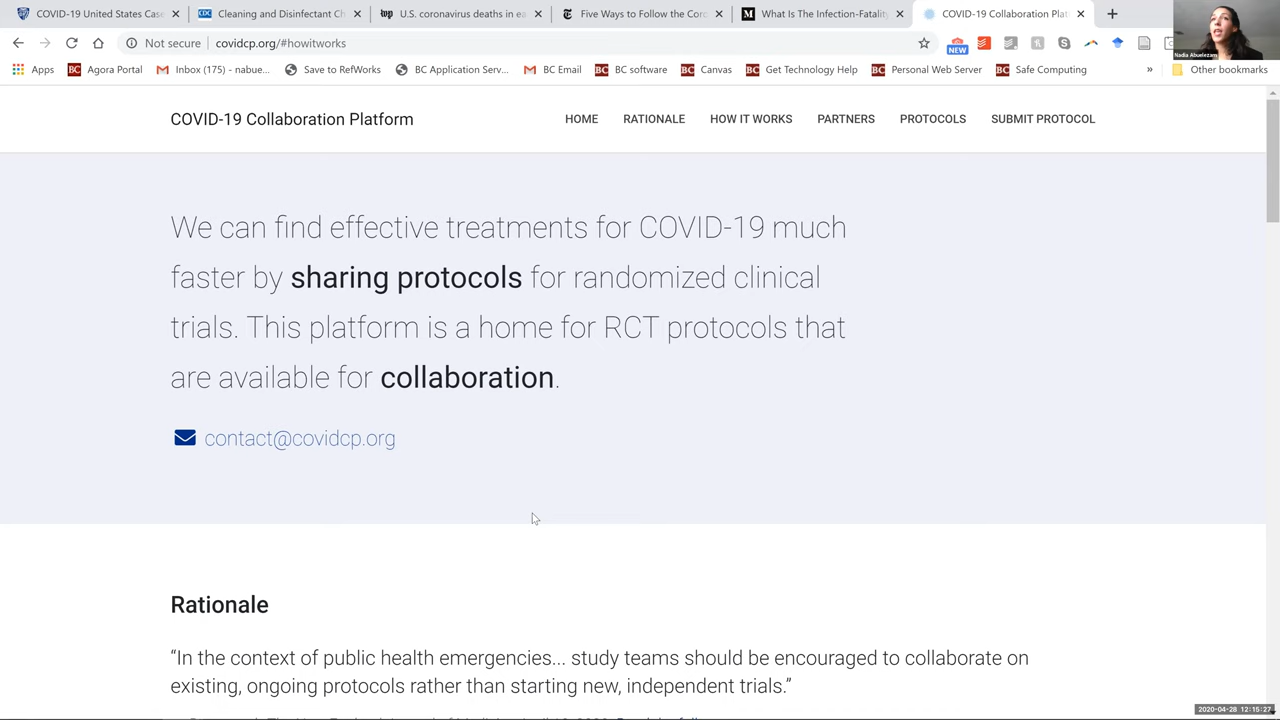 COVID-19 United States Cas
Cleaning and Disinfectant Ch
U.S. coronavirus deaths in ea
Five Ways to Follow the Cor
What Is The Infection-Fatality
COVID-19 Collaboration Plat
Not secure
covidcp.org/#howitworks
NEW
Nadia Abuelezam
Apps
Agora Portal
Inbox (175) - nabue...
Save to RefWorks
BC Applications
BC Gmail
BC software
Canvas
Get Technology Help
Personal Web Server
Safe Computing
»
Other bookmarks
COVID-19 Collaboration Platform
HOME
RATIONALE
HOW IT WORKS
PARTNERS
PROTOCOLS
SUBMIT PROTOCOL
We can find effective treatments for COVID-19 much
faster by sharing protocols for randomized clinical
trials. This platform is a home for RCT protocols that
are available for collaboration.
contact@covidcp.org
Rationale
“In the context of public health emergencies... study teams should be encouraged to collaborate on
existing, ongoing protocols rather than starting new, independent trials.”
2020-04-28 12:15:27